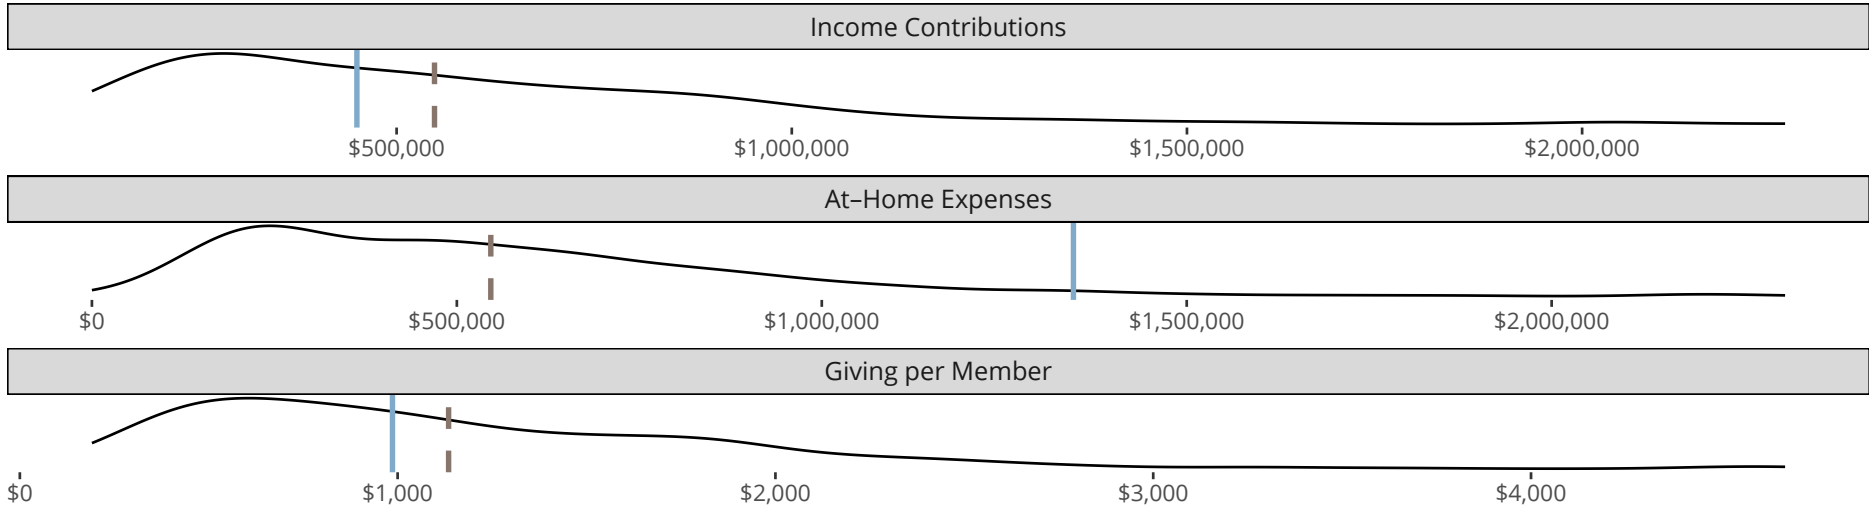 Income Contributions
$500,000 $1,000,000 $1,500,000 $2,000,000
At–Home Expenses
$0 $500,000 $1,000,000 $1,500,000 $2,000,000
Giving per Member
$0 $1,000 $2,000 $3,000 $4,000